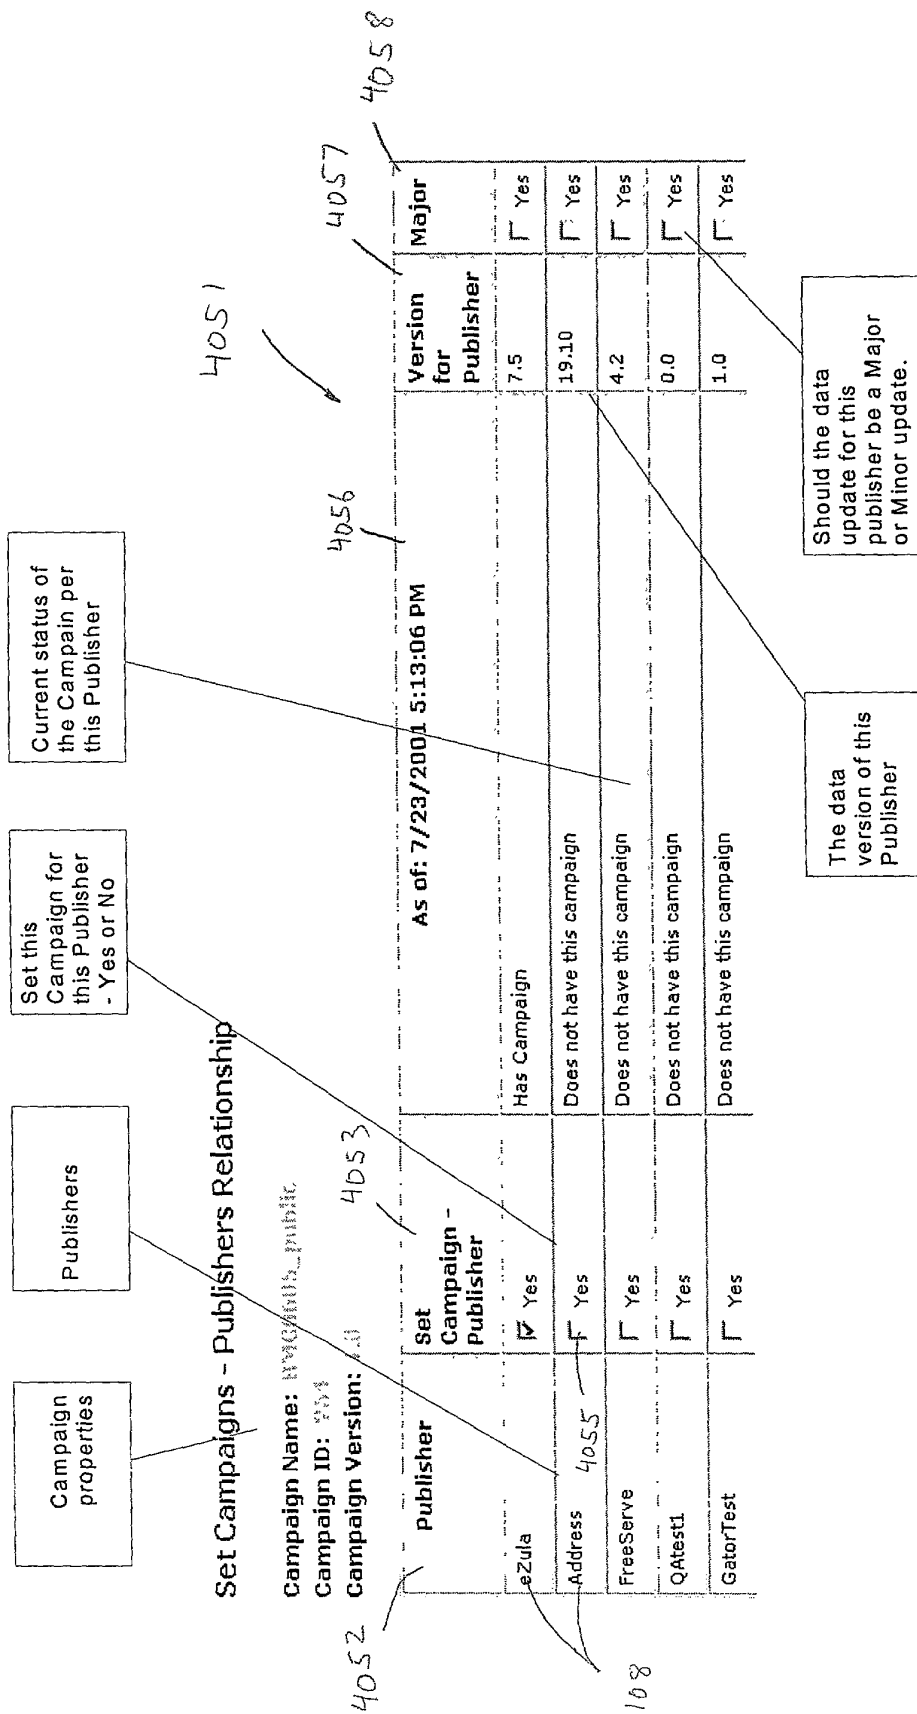 Campaign
properties
Publishers
Set this
Campaign for
this Publisher
- Yes or No
Current status of
the Campain per
this Publisher
Set Campaigns - Publishers Relationship
Campaign Name:
Campaign ID:
Campaign Version:
4051
4052
4053
4056
4057
4058
Publisher
Set
Campaign -
Publisher
As of: 7/23/2001 5:13:06 PM
Version
for
Publisher
Major
eZula Yes Has Campaign 7.5 Yes
Address Yes Does not have this campaign 19.10 Yes
FreeServe Yes Does not have this campaign 4.2 Yes
QAtest1 Yes Does not have this campaign 0.0 Yes
GatorTest Yes Does not have this campaign 1.0 Yes
4055
108
The data
version of this
Publisher
Should the data
update for this
publisher be a Major
or Minor update.